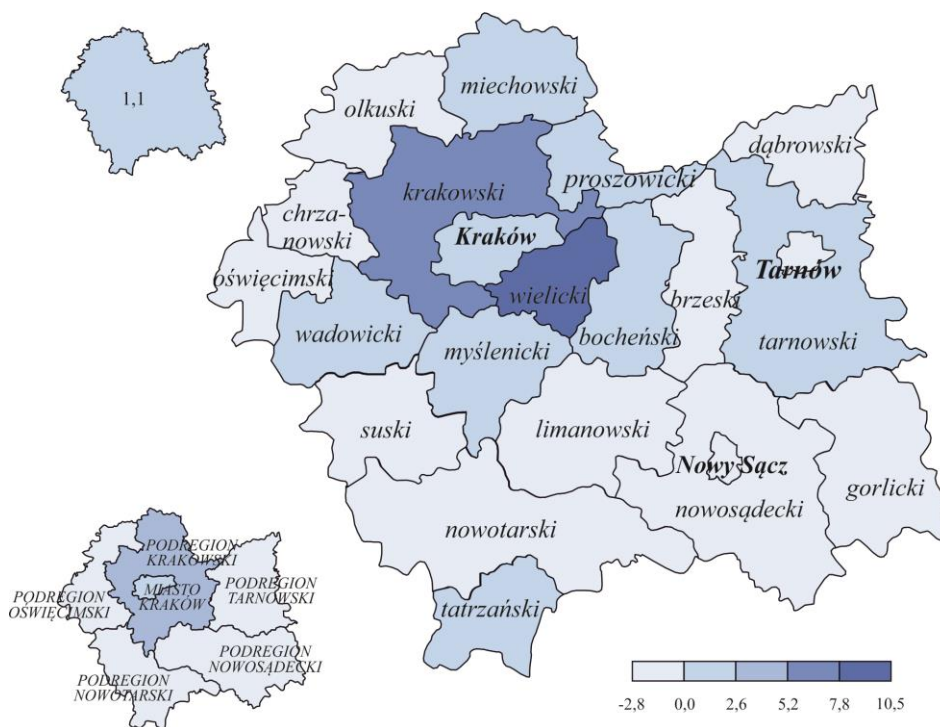 1,1
miechowski
olkuski
dąbrowski
proszowicki
krakowski
chrza-
nowski
Kraków
oświęcimski
Tarnów
wielicki
brzeski
wadowicki
bocheński
tarnowski
myślenicki
suski
limanowski
Nowy Sącz
gorlicki
nowosądecki
nowotarski
tatrzański
PODREGION
KRAKOWSKI
MIASTO
KRAKÓW
PODREGION
TARNOWSKI
PODREGION
OŚWIĘCIMSKI
PODREGION
NOWOSĄDECKI
PODREGION
NOWOTARSKI
-2,8 0,0 2,6 5,2 7,8 10,5